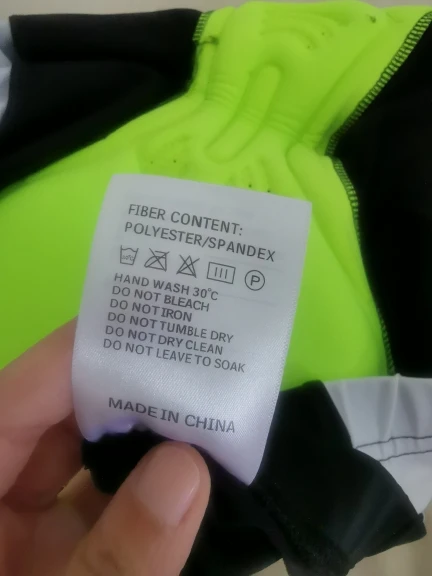 FIBER CONTENT:
POLYESTER/SPANDEX
P
HAND WASH 30°C
DO NOT BLEACH
DO NOT IRON
DO NOT TUMBLE DRY
DO NOT DRY CLEAN
DO NOT LEAVE TO SOAK
MADE IN CHINA